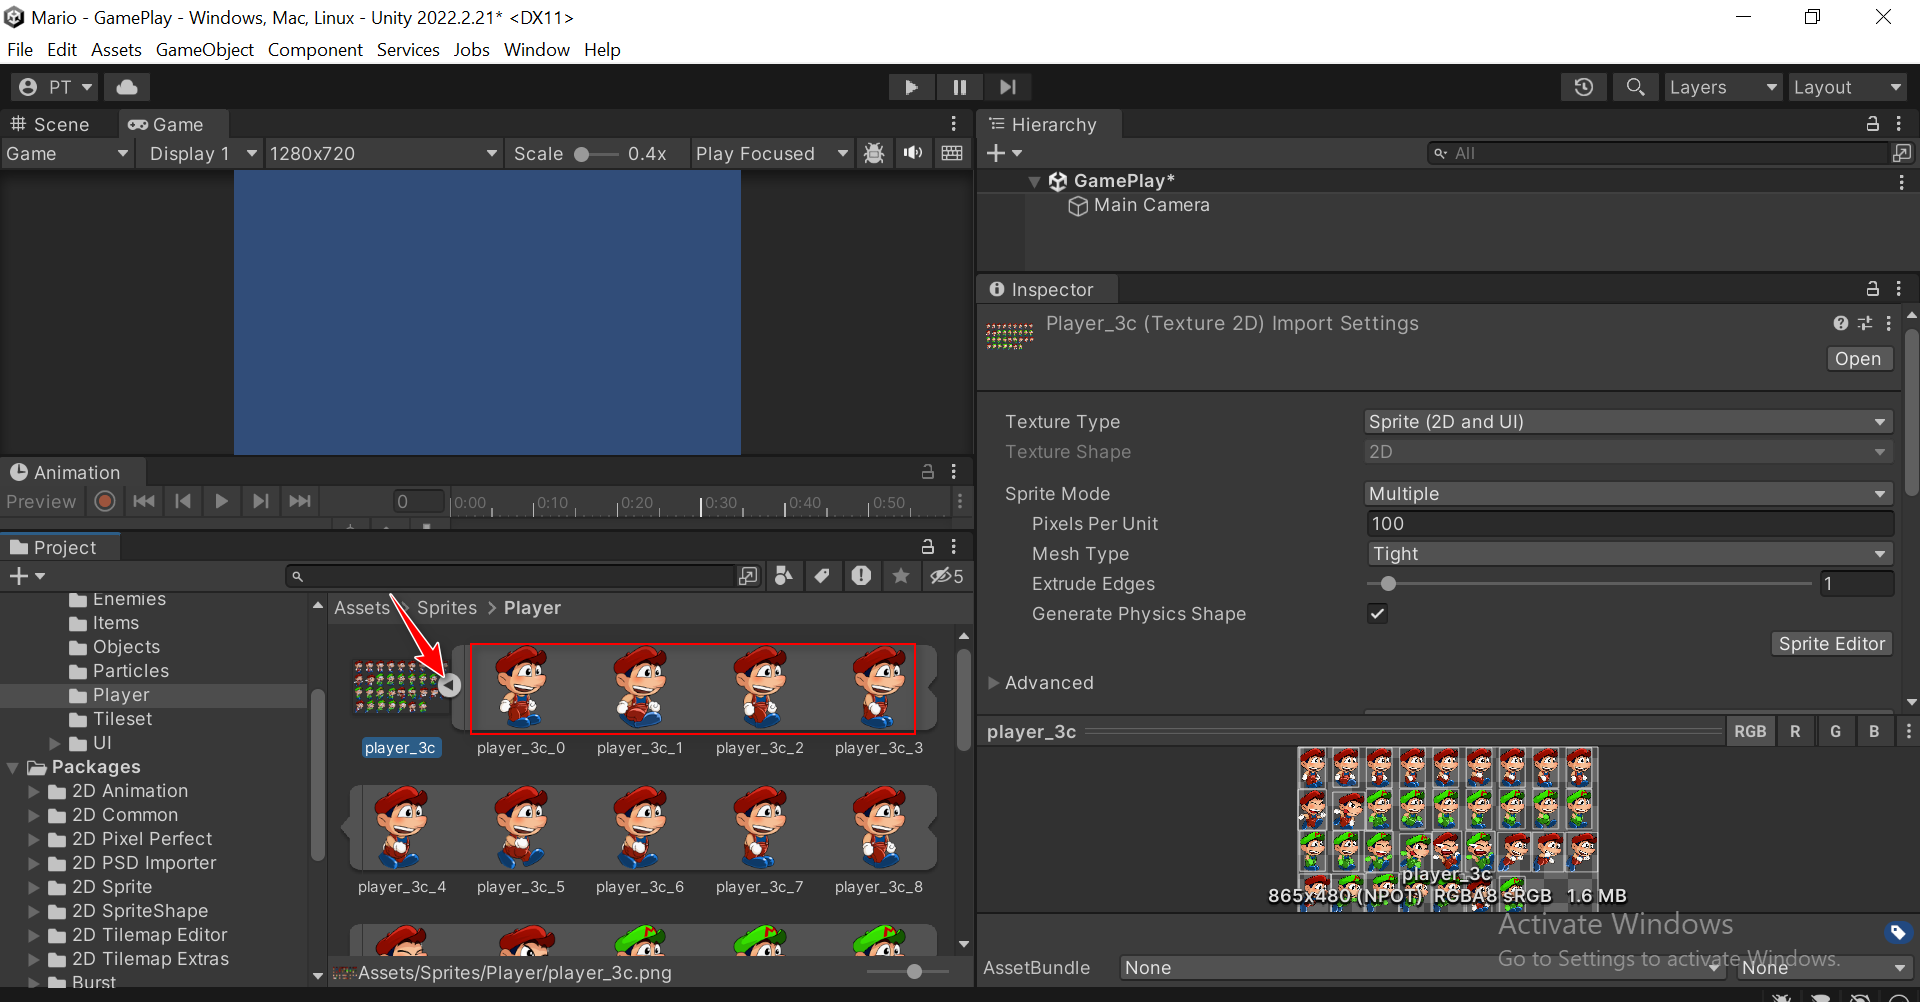 Mario - GamePlay - Windows, Mac, Linux - Unity 2022.2.21* <DX11>
File Edit Assets GameObject Component Services Jobs Window Help
PT
Layers Layout
Scene Game
Game Display 1 1280x720 Scale 0.4x Play Focused
Hierarchy
All
GamePlay*
Main Camera
Inspector
Player_3c (Texture 2D) Import Settings
Open
Texture Type Sprite (2D and UI)
Texture Shape 2D
Sprite Mode Multiple
Pixels Per Unit 100
Mesh Type Tight
Extrude Edges 1
Generate Physics Shape
Sprite Editor
Advanced
Animation
Preview 0 0:00 0:10 0:20 0:30 0:40 0:50
Project
5
Enemies
Items
Objects
Particles
Player
Tileset
UI
Packages
2D Animation
2D Common
2D Pixel Perfect
2D PSD Importer
2D Sprite
2D SpriteShape
2D Tilemap Editor
2D Tilemap Extras
Burst
Assets > Sprites > Player
player_3c player_3c_0 player_3c_1 player_3c_2 player_3c_3
player_3c_4 player_3c_5 player_3c_6 player_3c_7 player_3c_8
Assets/Sprites/Player/player_3c.png
player_3c RGB R G B
player_3c
865x480 (NPOT) RGBA8 sRGB 1.6 MB
Activate Windows
Go to Settings to activate Windows.
AssetBundle None None